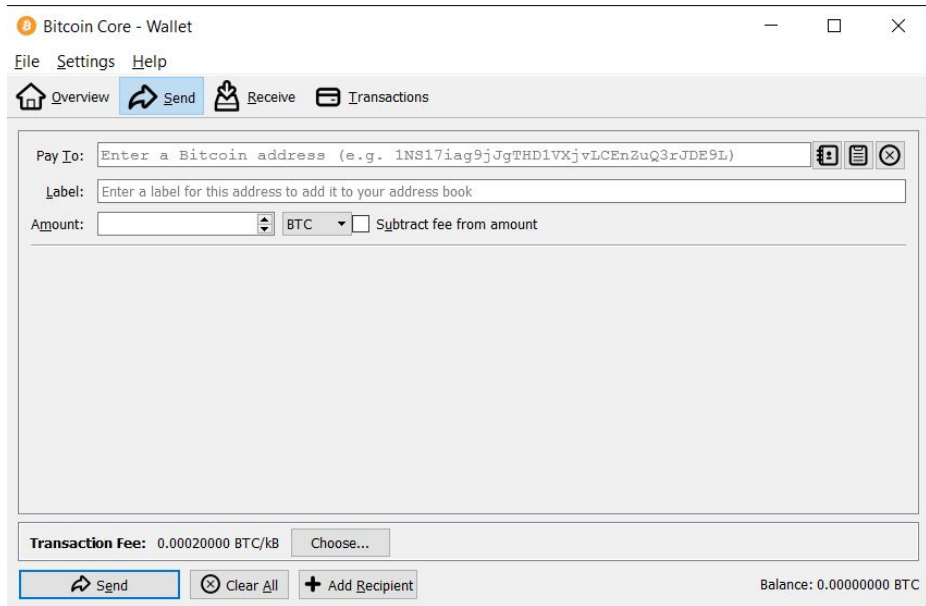 Bitcoin Core - Wallet
File Settings Help
Overview Send Receive Transactions
Pay To: Enter a Bitcoin address (e.g. 1NS17iag9jJgTHD1VXjvLCEnZuQ3rJDE9L)
Label: Enter a label for this address to add it to your address book
Amount: BTC Subtract fee from amount
Transaction Fee: 0.00020000 BTC/kB Choose...
Send Clear All Add Recipient Balance: 0.00000000 BTC